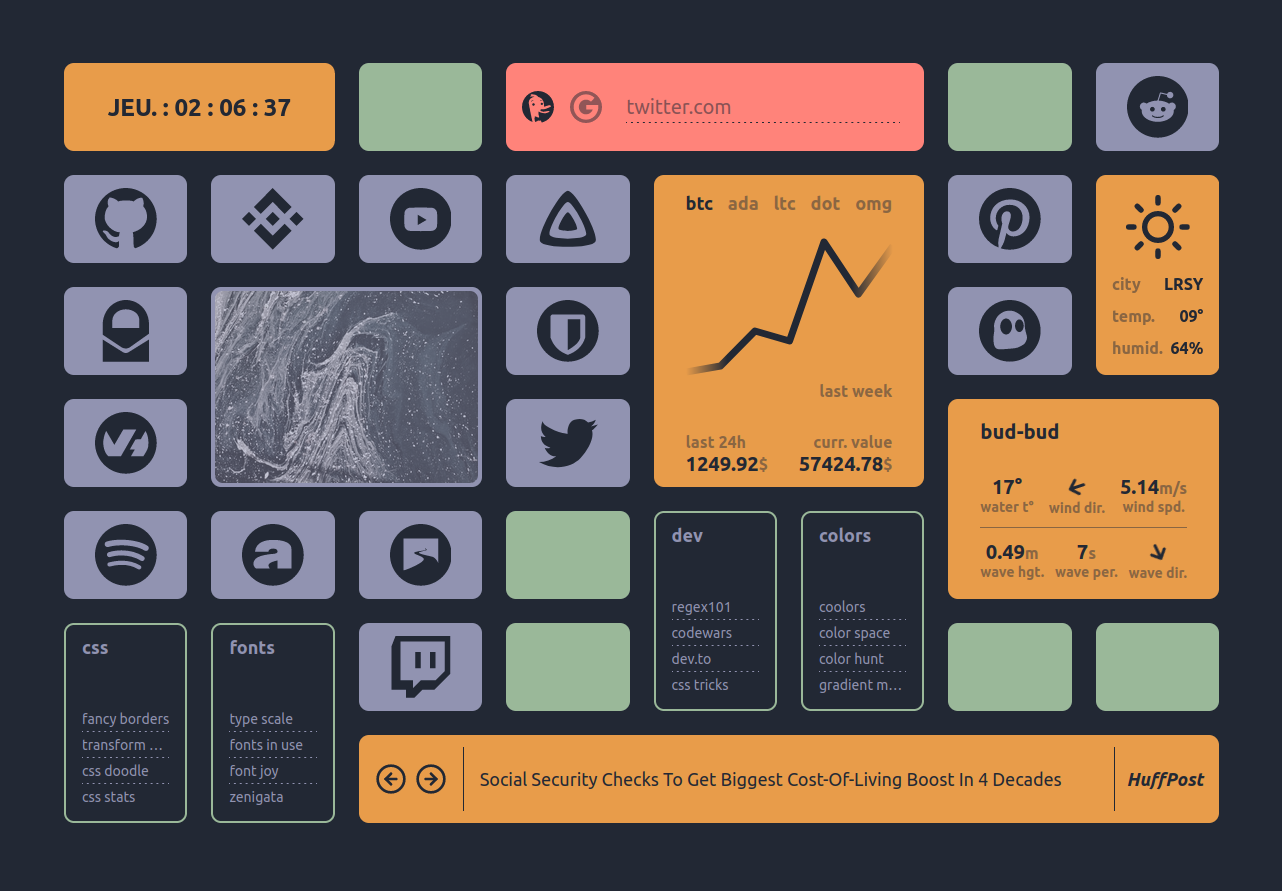 JEU. : 02 : 06 : 37
twitter.com
btc ada ltc dot omg
last week
last 24h
1249.92$
curr. value
57424.78$
city LRSY
temp. 09°
humid. 64%
bud-bud
17°
water t°
wind dir.
5.14m/s
wind spd.
0.49m
wave hgt.
7s
wave per.
wave dir.
dev
regex101
codewars
dev.to
css tricks
colors
coolors
color space
color hunt
gradient m...
css
fancy borders
transform ...
css doodle
css stats
fonts
type scale
fonts in use
font joy
zenigata
Social Security Checks To Get Biggest Cost-Of-Living Boost In 4 Decades
HuffPost